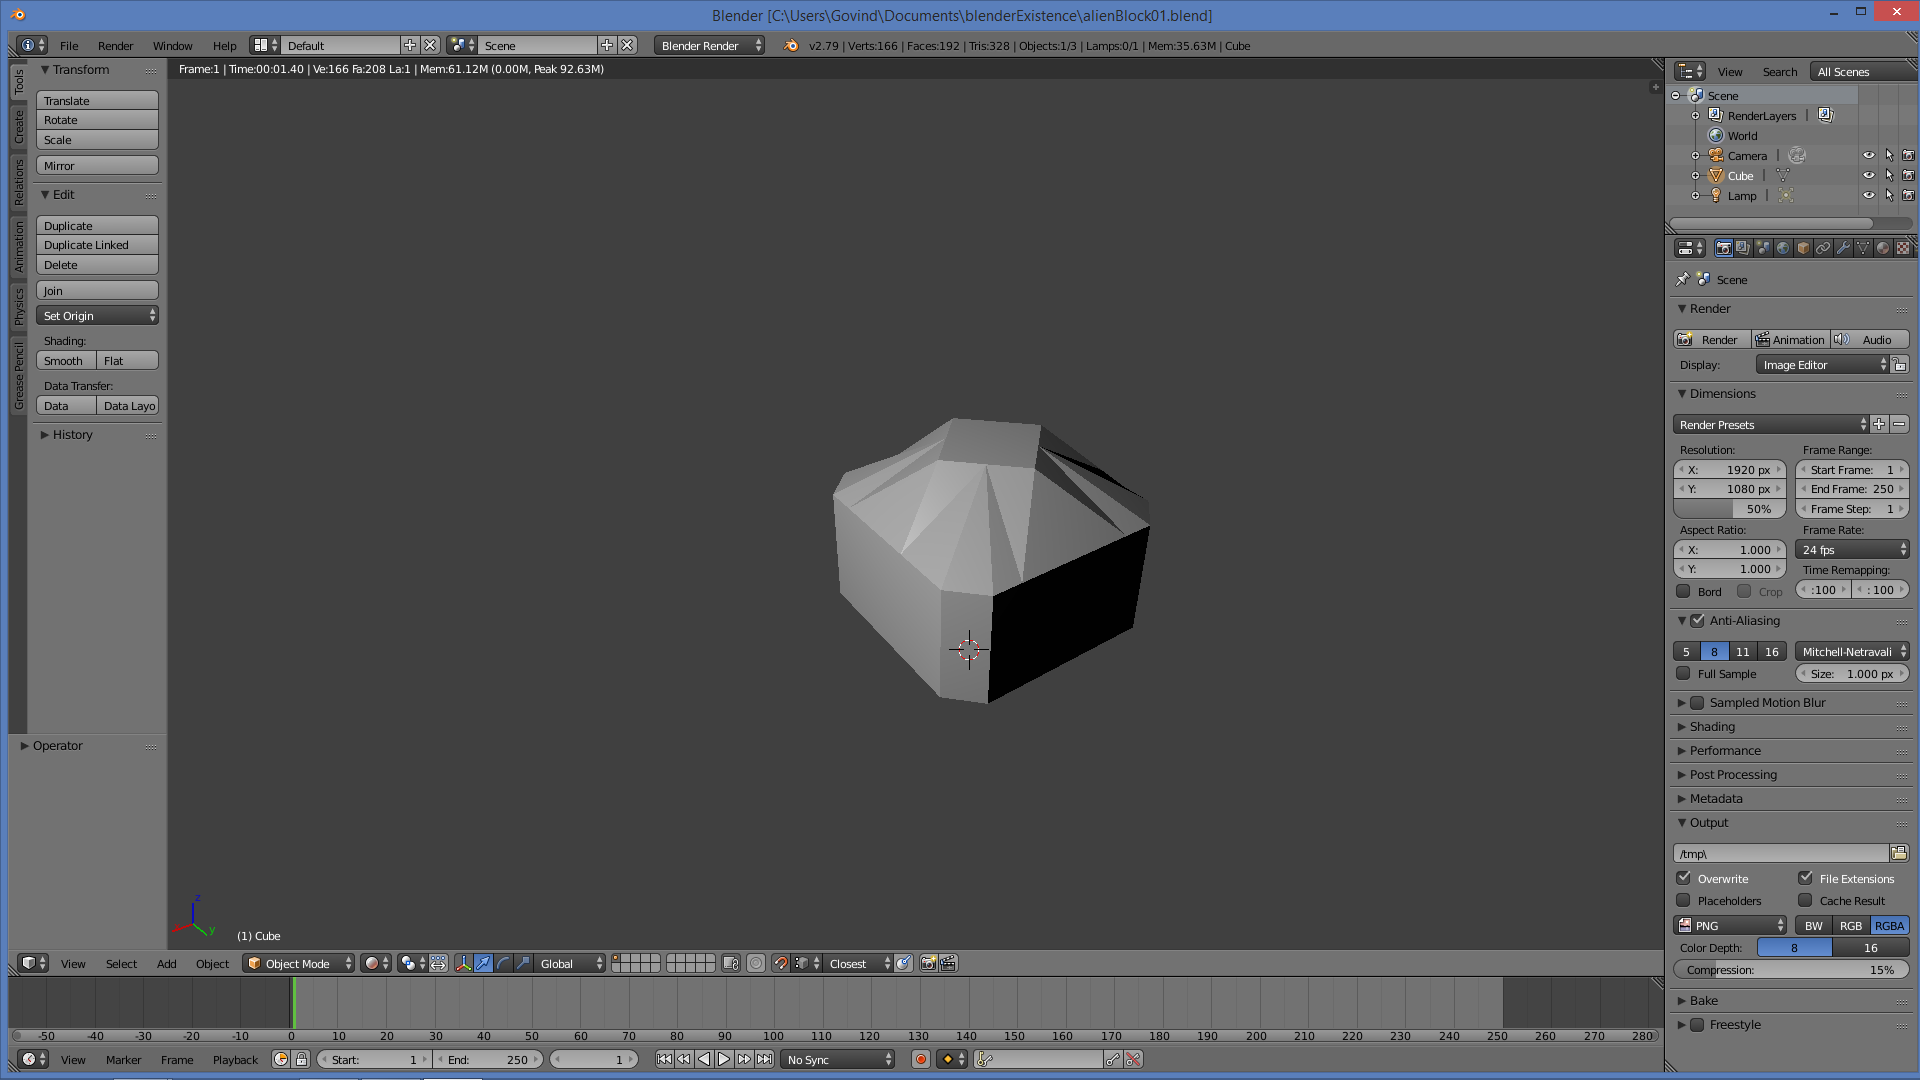 Blender [C:\Users\Govind\Documents\blenderExistence\alienBlock01.blend]
File Render Window Help Default Scene Blender Render v2.79 | Verts:166 | Faces:192 | Tris:328 | Objects:1/3 | Lamps:0/1 | Mem:35.63M | Cube
Frame:1 | Time:00:01.40 | Ve:166 Fa:208 La:1 | Mem:61.12M (0.00M, Peak 92.63M)
Tools
Create
Relations
Animation
Physics
Grease Pencil
Transform
Translate
Rotate
Scale
Mirror
Edit
Duplicate
Duplicate Linked
Delete
Join
Set Origin
Shading:
Smooth Flat
Data Transfer:
Data Data Layo
History
Operator
z
y
(1) Cube
View Search All Scenes
Scene
RenderLayers |
World
Camera |
Cube |
Lamp |
Scene
Render
Render Animation Audio
Display: Image Editor
Dimensions
Render Presets
Resolution: Frame Range:
X: 1920 px Start Frame: 1
Y: 1080 px End Frame: 250
50% Frame Step: 1
Aspect Ratio: Frame Rate:
X: 1.000 24 fps
Y: 1.000 Time Remapping:
Bord Crop :100 : 100
Anti-Aliasing
5 8 11 16 Mitchell-Netravali
Full Sample Size: 1.000 px
Sampled Motion Blur
Shading
Performance
Post Processing
Metadata
Output
/tmp\
Overwrite File Extensions
Placeholders Cache Result
PNG BW RGB RGBA
Color Depth: 8 16
Compression: 15%
Bake
Freestyle
View Select Add Object Object Mode Global Closest
-50 -40 -30 -20 -10 0 10 20 30 40 50 60 70 80 90 100 110 120 130 140 150 160 170 180 190 200 210 220 230 240 250 260 270 280
View Marker Frame Playback Start: 1 End: 250 1 No Sync